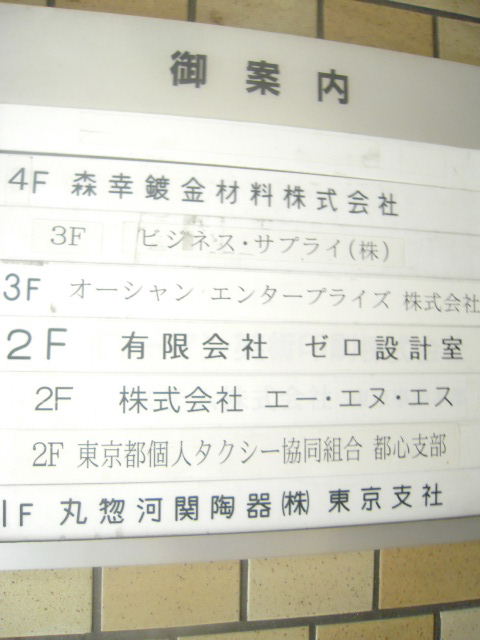 御案内
4F 森幸鍍金材料株式会社
3F ビジネス・サプライ(株)
3F オーシャン エンタープライズ 株式会社
2F 有限会社 ゼロ設計室
2F 株式会社 エー・エヌ・エス
2F 東京都個人タクシー協同組合 都心支部
1F 丸惣河関陶器㈱ 東京支社